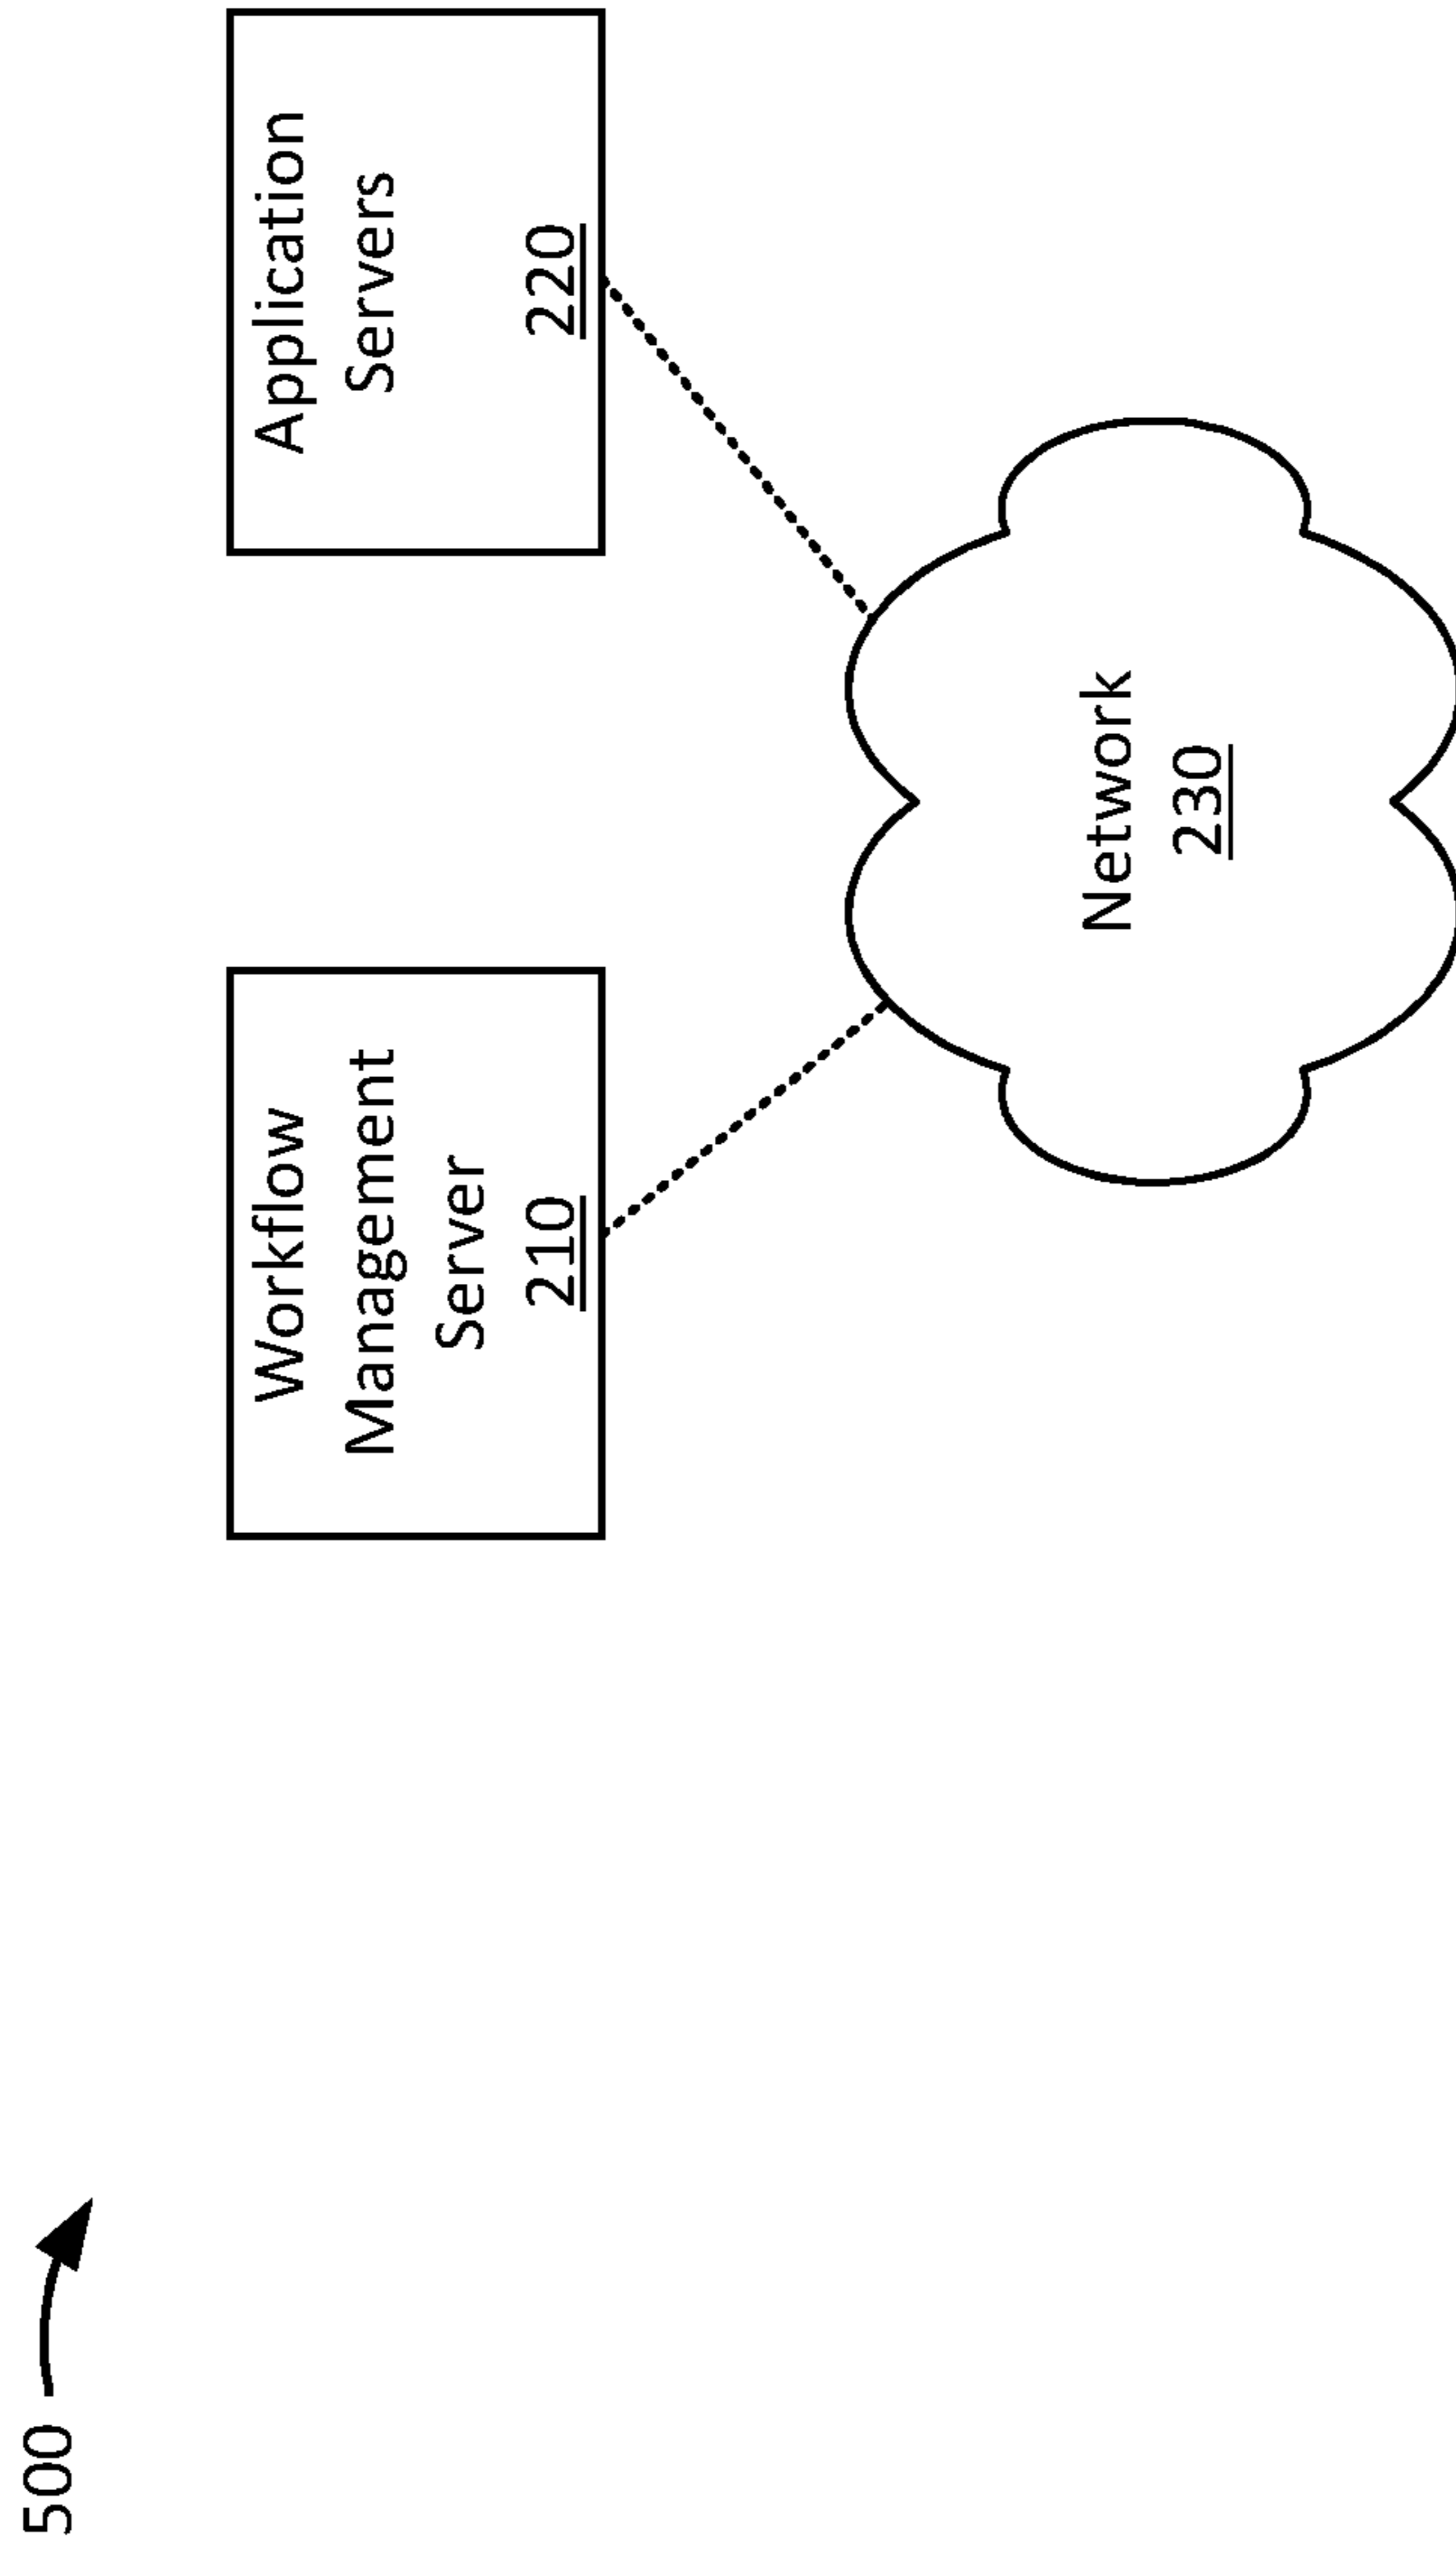 500
Workflow
Management
Server
210
Application
Servers
220
Network
230